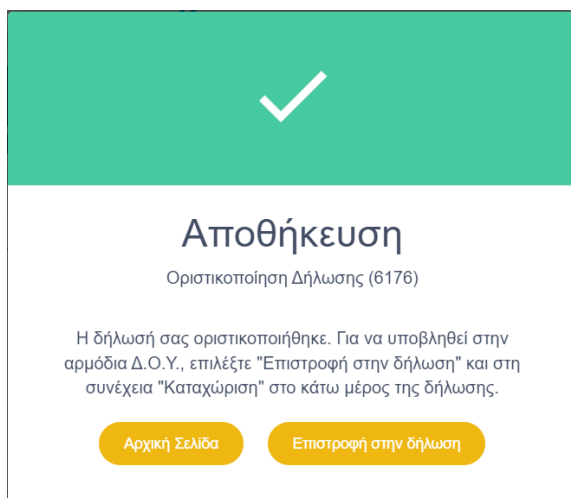 Αποθήκευση
Οριστικοποίηση Δήλωσης (6176)
Η δήλωσή σας οριστικοποιήθηκε. Για να υποβληθεί στην
αρμόδια Δ.Ο.Υ., επιλέξτε "Επιστροφή στην δήλωση" και στη
συνέχεια "Καταχώριση" στο κάτω μέρος της δήλωσης.
Αρχική Σελίδα
Επιστροφή στην δήλωση